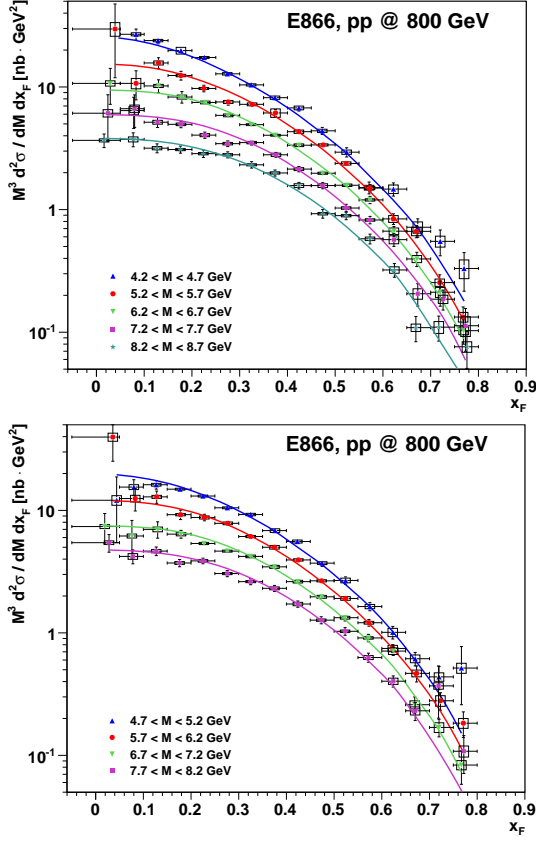 E866, pp @ 800 GeV
M³ d²σ / dM dx_F [nb · GeV²]
10
1
10⁻¹
4.2 < M < 4.7 GeV
5.2 < M < 5.7 GeV
6.2 < M < 6.7 GeV
7.2 < M < 7.7 GeV
8.2 < M < 8.7 GeV
0 0.1 0.2 0.3 0.4 0.5 0.6 0.7 0.8 0.9
x_F
E866, pp @ 800 GeV
M³ d²σ / dM dx_F [nb · GeV²]
10
1
10⁻¹
4.7 < M < 5.2 GeV
5.7 < M < 6.2 GeV
6.7 < M < 7.2 GeV
7.7 < M < 8.2 GeV
0 0.1 0.2 0.3 0.4 0.5 0.6 0.7 0.8 0.9
x_F